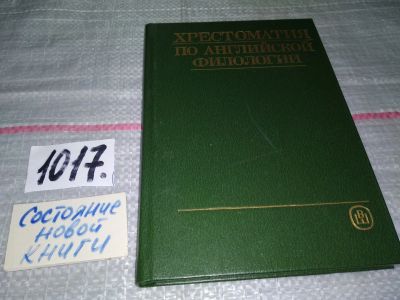 ХРЕСТОМАТИЯ
ПО АНГЛИЙСКОЙ
ФИЛОЛОГИИ
1017.
Состояние
новой
книги